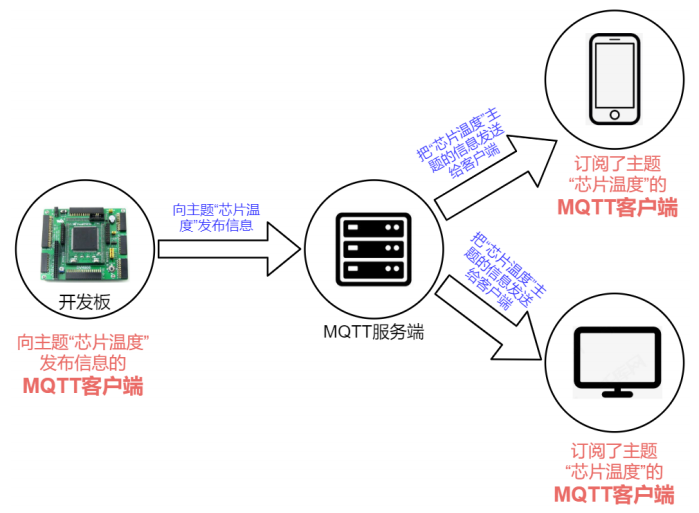 向主题“芯片温
度”发布信息
开发板
向主题“芯片温度”
发布信息的
MQTT客户端
MQTT服务端
把“芯片温度”主
题的信息发送
给客户端
订阅了主题
“芯片温度”的
MQTT客户端
把“芯片温度”主
题的信息发送
给客户端
订阅了主题
“芯片温度”的
MQTT客户端